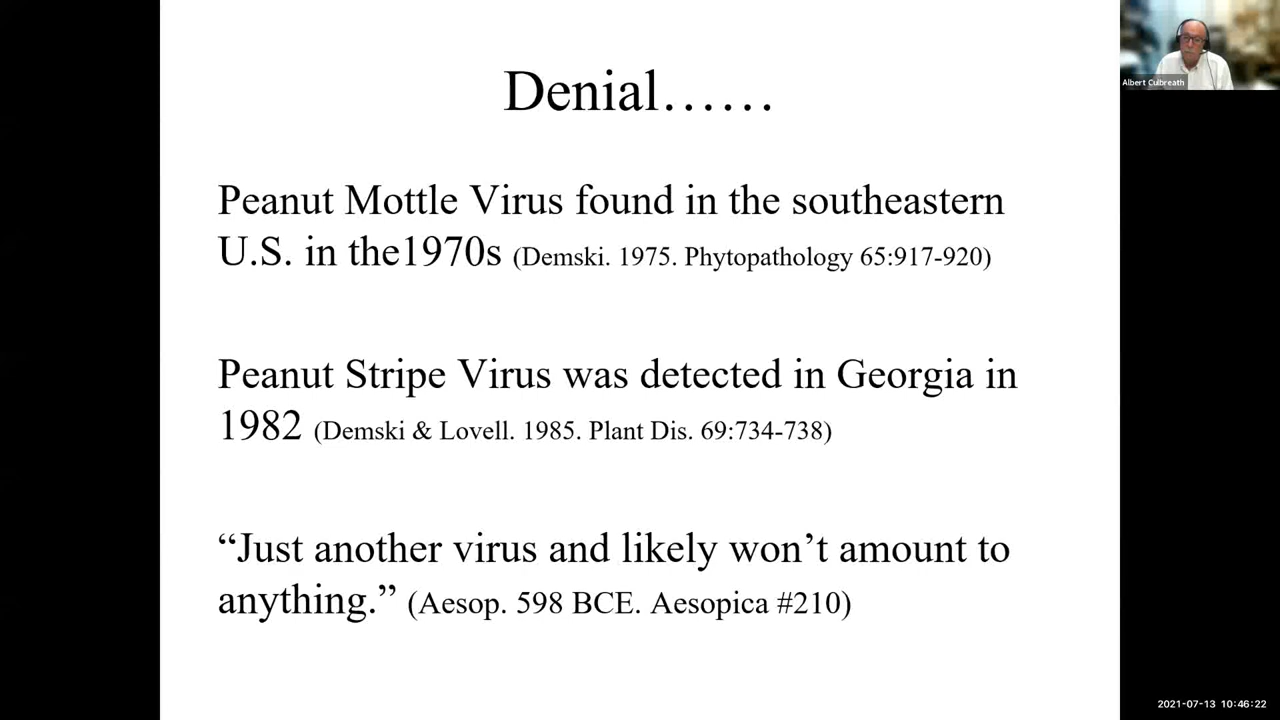 Denial……
Peanut Mottle Virus found in the southeastern
U.S. in the1970s (Demski. 1975. Phytopathology 65:917-920)
Peanut Stripe Virus was detected in Georgia in
1982 (Demski & Lovell. 1985. Plant Dis. 69:734-738)
“Just another virus and likely won’t amount to
anything.” (Aesop. 598 BCE. Aesopica #210)
Albert Culbreath
2021-07-13 10:46:22